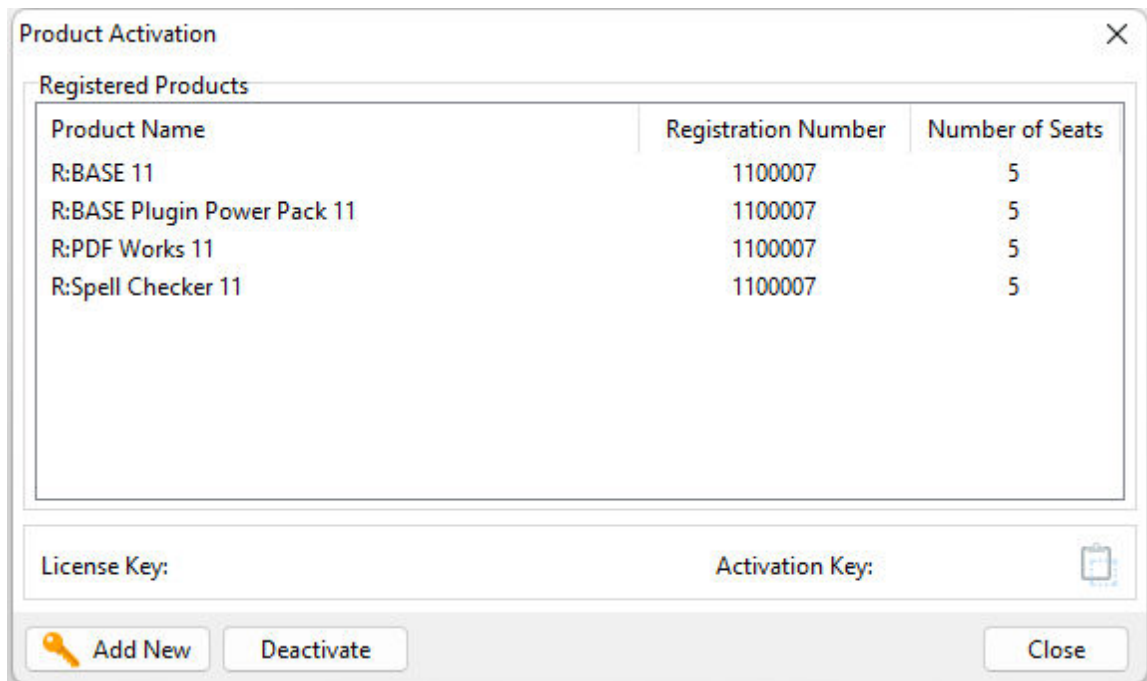 Product Activation
Registered Products
Product Name Registration Number Number of Seats
R:BASE 11 1100007 5
R:BASE Plugin Power Pack 11 1100007 5
R:PDF Works 11 1100007 5
R:Spell Checker 11 1100007 5
License Key: Activation Key:
Add New Deactivate Close